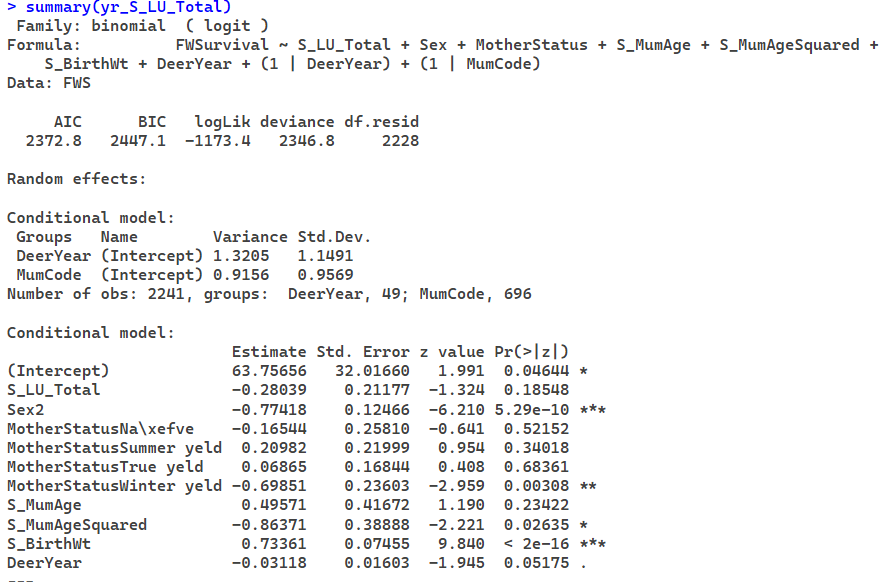 > summary(yr_S_LU_Total)
 Family: binomial  ( logit )
Formula:          FWSurvival ~ S_LU_Total + Sex + MotherStatus + S_MumAge + S_MumAgeSquared +
    S_BirthWt + DeerYear + (1 | DeerYear) + (1 | MumCode)
Data: FWS

     AIC      BIC   logLik deviance df.resid
  2372.8   2447.1  -1173.4   2346.8     2228

Random effects:

Conditional model:
 Groups   Name        Variance Std.Dev.
 DeerYear (Intercept) 1.3205   1.1491
 MumCode  (Intercept) 0.9156   0.9569
Number of obs: 2241, groups:  DeerYear, 49; MumCode, 696

Conditional model:
                          Estimate Std. Error z value Pr(>|z|)
(Intercept)               63.75656   32.01660   1.991  0.04644 *
S_LU_Total                -0.28039    0.21177  -1.324  0.18548
Sex2                      -0.77418    0.12466  -6.210 5.29e-10 ***
MotherStatusNa\xefve      -0.16544    0.25810  -0.641  0.52152
MotherStatusSummer yeld    0.20982    0.21999   0.954  0.34018
MotherStatusTrue yeld      0.06865    0.16844   0.408  0.68361
MotherStatusWinter yeld   -0.69851    0.23603  -2.959  0.00308 **
S_MumAge                   0.49571    0.41672   1.190  0.23422
S_MumAgeSquared           -0.86371    0.38888  -2.221  0.02635 *
S_BirthWt                  0.73361    0.07455   9.840  < 2e-16 ***
DeerYear                  -0.03118    0.01603  -1.945  0.05175 .
---